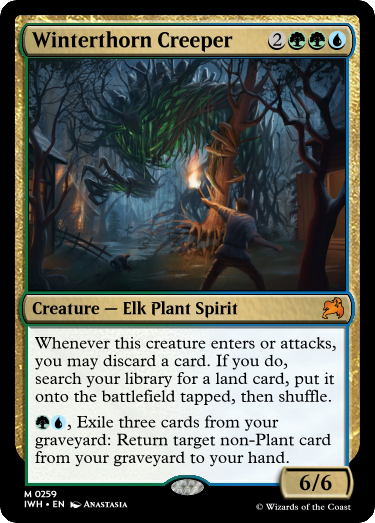 Winterthorn Creeper 2
Creature — Elk Plant Spirit
Whenever this creature enters or attacks,
you may discard a card. If you do,
search your library for a land card, put it
onto the battlefield tapped, then shuffle.
, Exile three cards from your
graveyard: Return target non-Plant card
from your graveyard to your hand.
6/6
M 0259
IWH • EN Anastasia
© Wizards of the Coast